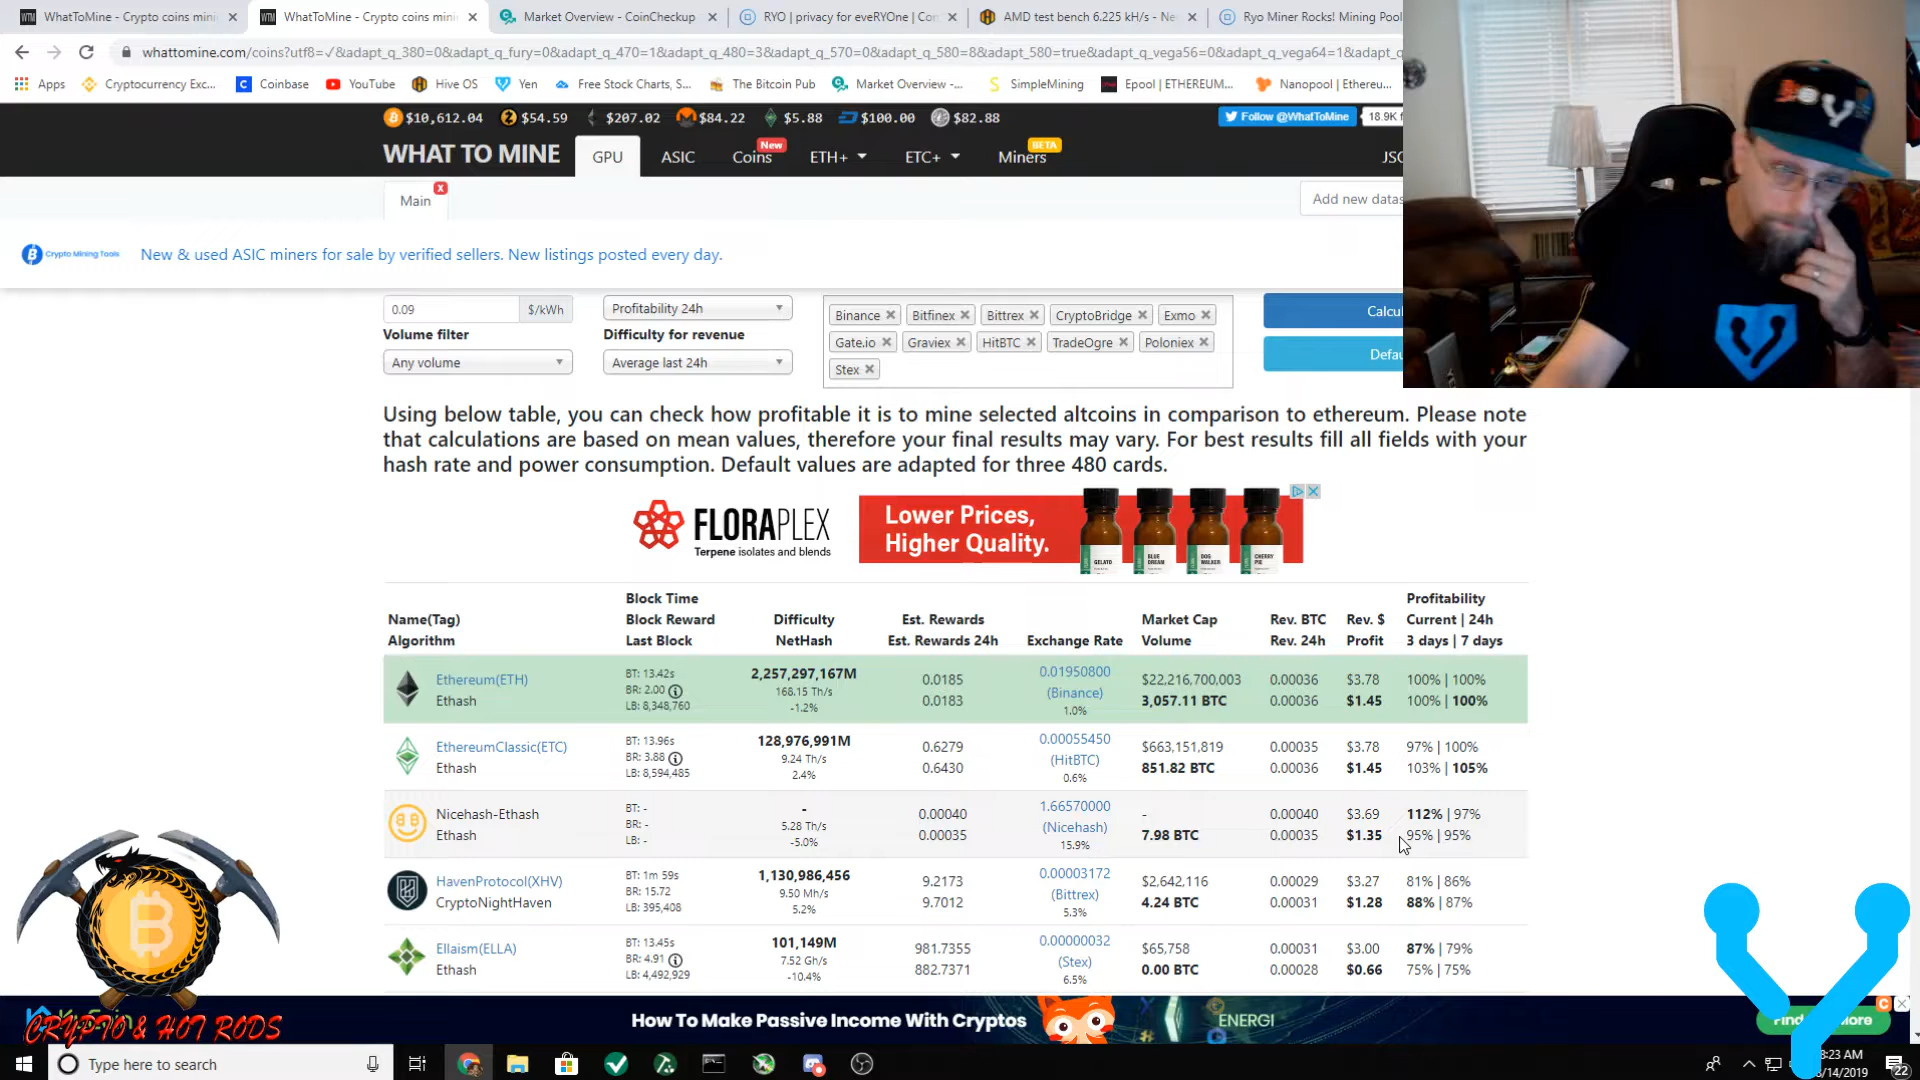 WhatToMine - Crypto coins mini
WhatToMine - Crypto coins mini
Market Overview - CoinCheckup
RYO | privacy for eveRYOne | Co
AMD test bench 6.225 kH/s - Ne
Ryo Miner Rocks! Mining Pool
whattomine.com/coins?utf8=✓&adapt_q_380=0&adapt_q_fury=0&adapt_q_470=1&adapt_q_480=3&adapt_q_570=0&adapt_q_580=8&adapt_580=true&adapt_q_vega56=0&adapt_q_vega64=1&adapt_
Apps
Cryptocurrency Exc...
Coinbase
YouTube
Hive OS
Yen
Free Stock Charts, S...
The Bitcoin Pub
Market Overview -...
SimpleMining
Epool | ETHEREUM...
Nanopool | Ethereu...
$10,612.04 $54.59 $207.02 $84.22 $5.88 $100.00 $82.88
Follow @WhatToMine
18.9K f
WHAT TO MINE
GPU
ASIC
Coins
New
ETH+
ETC+
Miners
BETA
JSO
Main
x
Add new datas
Crypto Mining Tools
New & used ASIC miners for sale by verified sellers. New listings posted every day.
0.09
$/kWh
Profitability 24h
Volume filter
Difficulty for revenue
Any volume
Average last 24h
Binance × Bitfinex × Bittrex × CryptoBridge × Exmo ×
Gate.io × Graviex × HitBTC × TradeOgre × Poloniex ×
Stex ×
Calcu
Defau
Using below table, you can check how profitable it is to mine selected altcoins in comparison to ethereum. Please note
that calculations are based on mean values, therefore your final results may vary. For best results fill all fields with your
hash rate and power consumption. Default values are adapted for three 480 cards.
FLORAPLEX
Terpene isolates and blends
Lower Prices,
Higher Quality.
GELATO
BLUE DREAM
DOG WALKER
CHERRY PIE
Name(Tag)
Algorithm
Block Time
Block Reward
Last Block
Difficulty
NetHash
Est. Rewards
Est. Rewards 24h
Exchange Rate
Market Cap
Volume
Rev. BTC
Rev. 24h
Rev. $
Profit
Profitability
Current | 24h
3 days | 7 days
Ethereum(ETH)
Ethash
BT: 13.42s
BR: 2.00
LB: 8,348,760
2,257,297,167M
168.15 Th/s
-1.2%
0.0185
0.0183
0.01950800
(Binance)
1.0%
$22,216,700,003
3,057.11 BTC
0.00036
0.00036
$3.78
$1.45
100% | 100%
100% | 100%
EthereumClassic(ETC)
Ethash
BT: 13.96s
BR: 3.88
LB: 8,594,485
128,976,991M
9.24 Th/s
2.4%
0.6279
0.6430
0.00055450
(HitBTC)
0.6%
$663,151,819
851.82 BTC
0.00035
0.00036
$3.78
$1.45
97% | 100%
103% | 105%
Nicehash-Ethash
Ethash
BT: -
BR: -
LB: -
-
5.28 Th/s
-5.0%
0.00040
0.00035
1.66570000
(Nicehash)
15.9%
-
7.98 BTC
0.00040
0.00035
$3.69
$1.35
112% | 97%
95% | 95%
HavenProtocol(XHV)
CryptoNightHaven
BT: 1m 59s
BR: 15.72
LB: 395,408
1,130,986,456
9.50 Mh/s
5.2%
9.2173
9.7012
0.00003172
(Bittrex)
5.3%
$2,642,116
4.24 BTC
0.00029
0.00031
$3.27
$1.28
81% | 86%
88% | 87%
Ellaism(ELLA)
Ethash
BT: 13.45s
BR: 4.91
LB: 4,492,929
101,149M
7.52 Gh/s
-10.4%
981.7355
882.7371
0.00000032
(Stex)
6.5%
$65,758
0.00 BTC
0.00031
0.00028
$3.00
$0.66
87% | 79%
75% | 75%
CRYPTO & HOT RODS
How To Make Passive Income With Cryptos
ENERGI
Type here to search
8:23 AM
/14/2019
22